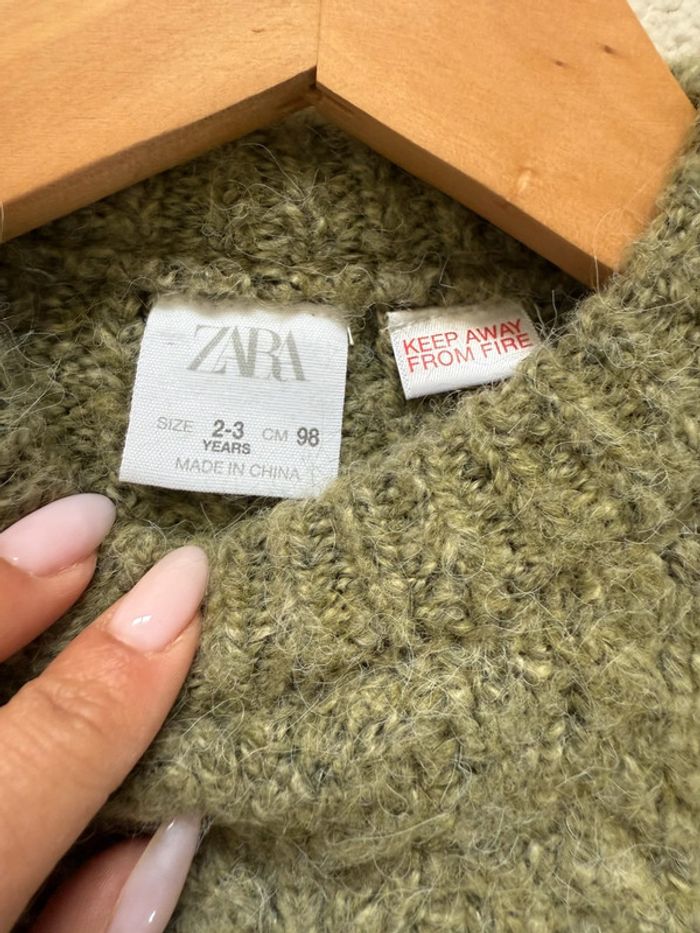 ZARA
SIZE 2-3 CM 98
YEARS
MADE IN CHINA
KEEP AWAY
FROM FIRE